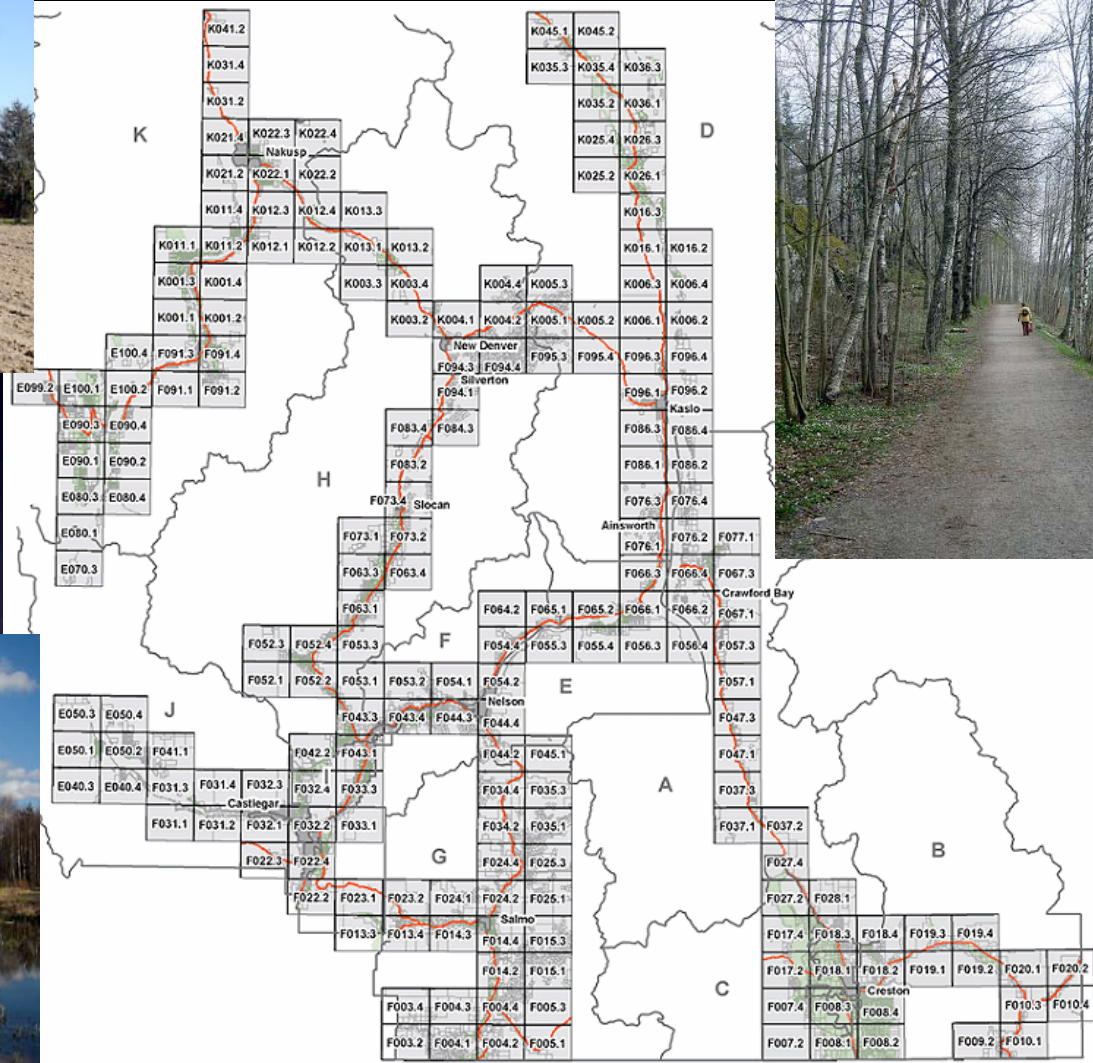 K041.2 K045.1 K045.2
K031.4 K035.3 K035.4 K036.3
K031.2 K035.2 K036.1
K D
K021.4 K022.3 K022.4 K025.4 K026.3
Nakusp
K021.2 K022.1 K022.2 K025.2 K026.1
K011.4 K012.3 K012.4 K013.3 K016.3
K011.1 K011.2 K012.1 K012.2 K013.1 K013.2 K016.1 K016.2
K001.3 K001.4 K003.3 K003.4 K004.4 K005.3 K006.3 K006.4
K001.1 K001.2 K003.2 K004.1 K004.2 K005.1 K005.2 K006.1 K006.2
New Denver
E100.4 F091.3 F091.4 F094.3 F094.4 F095.3 F095.4 F096.3 F096.4
Silverton
E099.2 E100.1 E100.2 F091.1 F091.2 F094.1 F096.1 F096.2
Kaslo
E090.3 E090.4 F083.4 F084.3 F086.3 F086.4
E090.1 E090.2 F083.2 F086.1 F086.2
H
E080.3 E080.4 F073.4 Slocan F076.3 F076.4
Ainsworth
E080.1 F073.1 F073.2 F076.1 F076.2 F077.1
E070.3 F063.3 F063.4 F066.3 F066.4 F067.3
Crawford Bay
F063.1 F064.2 F065.1 F065.2 F066.1 F066.2 F067.1
F
F052.3 F052.4 F053.3 F054.4 F055.3 F055.4 F056.3 F056.4 F057.3
F052.1 F052.2 F053.1 F053.2 F054.1 F054.2 E F057.1
Nelson
E050.3 E050.4 J F043.3 F043.4 F044.3 F044.4 F047.3
E050.1 E050.2 F041.1 F042.2 F043.1 F044.2 F045.1 F047.1
I
E040.3 E040.4 F031.3 F031.4 F032.3 F032.4 F033.3 F034.4 F035.3 A F037.3
Castlegar
F031.1 F031.2 F032.1 F032.2 F033.1 F034.2 F035.1 F037.1 F037.2
F022.3 F022.4 G F024.4 F025.3 F027.4 B
F022.2 F023.1 F023.2 F024.1 F024.2 F025.1 F027.2 F028.1
Salmo
F013.3 F013.4 F014.3 F014.4 F015.3 F017.4 F018.3 F018.4 F019.3 F019.4
F014.2 F015.1 F017.2 F018.1 F018.2 F019.1 F019.2 F020.1 F020.2
C Creston
F003.4 F004.3 F004.4 F005.3 F007.4 F008.3 F008.4 F010.3 F010.4
F003.2 F004.1 F004.2 F005.1 F007.2 F008.1 F008.2 F009.2 F010.1